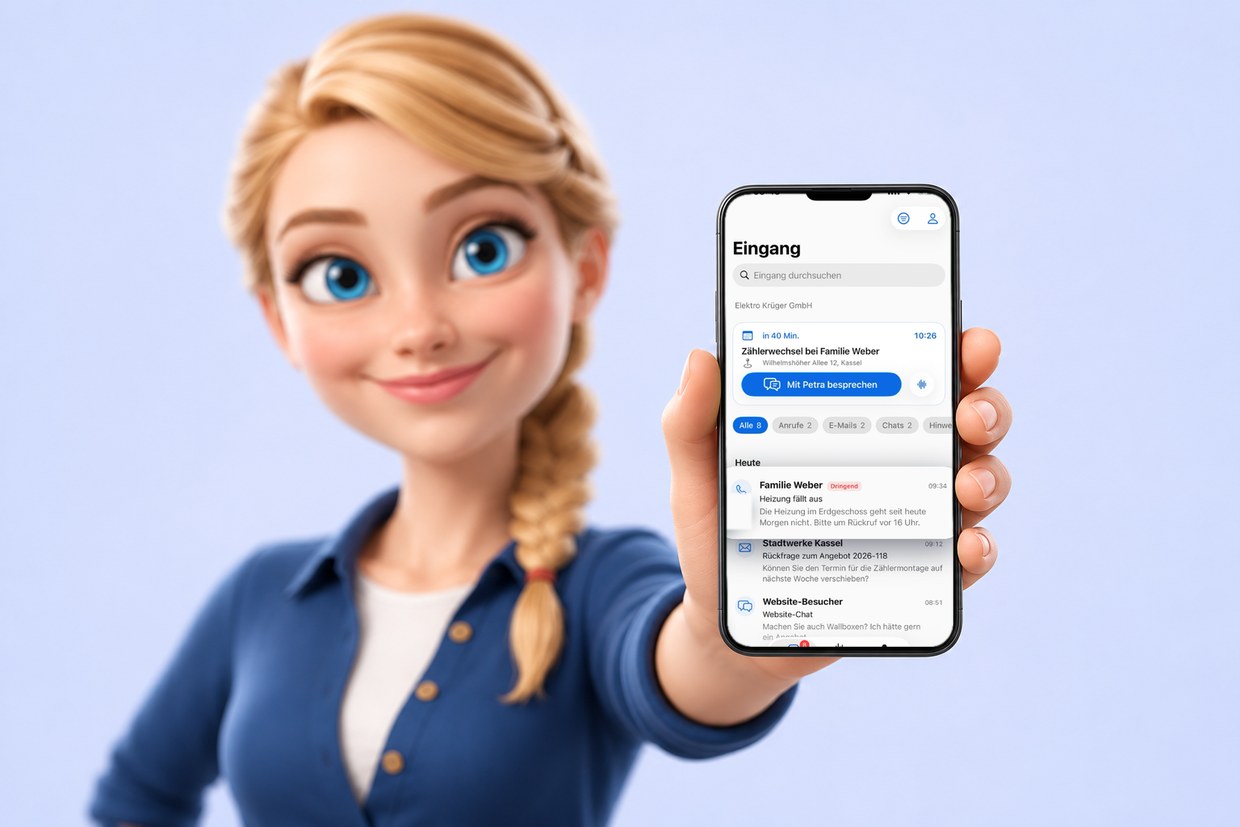 Eingang
Eingang durchsuchen
Elektro Krüger GmbH
in 40 Min. 10:26
Zählerwechsel bei Familie Weber
Wilhelmshöher Allee 12, Kassel
Mit Petra besprechen
Alle 8 Anrufe 2 E-Mails 2 Chats 2 Hinwe
Heute
Familie Weber Dringend 09:34
Heizung fällt aus
Die Heizung im Erdgeschoss geht seit heute
Morgen nicht. Bitte um Rückruf vor 16 Uhr.
Stadtwerke Kassel 09:12
Rückfrage zum Angebot 2026-118
Können Sie den Termin für die Zählermontage auf
nächste Woche verschieben?
Website-Besucher 08:51
Website-Chat
Machen Sie auch Wallboxen? Ich hätte gern
ein Angebot